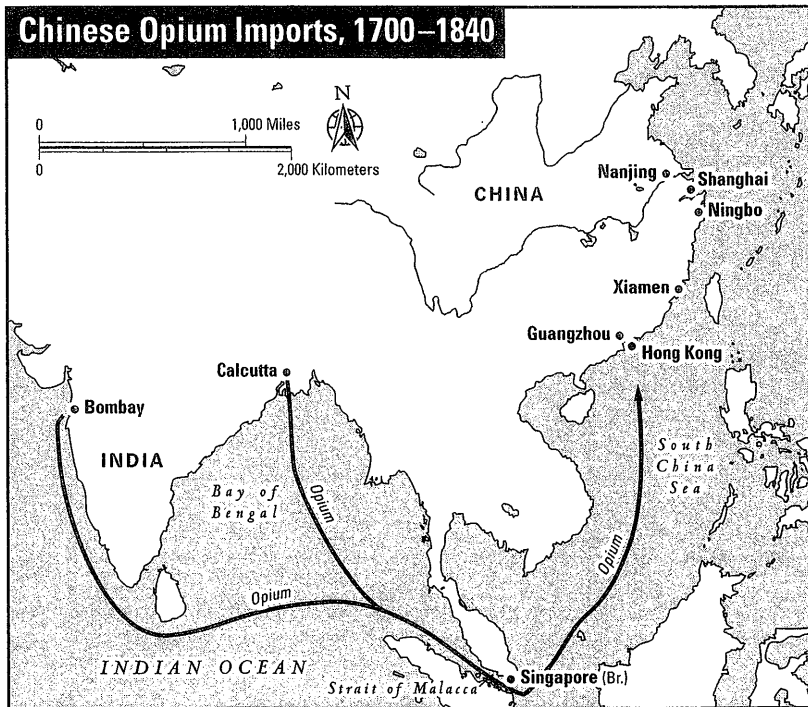 Chinese Opium Imports, 1700–1840
N
0
1,000 Miles
0
2,000 Kilometers
CHINA
Nanjing
Shanghai
Ningbo
Xiamen
Guangzhou
Hong Kong
Calcutta
Bombay
INDIA
Bay of
Bengal
Opium
South
China
Sea
Opium
Opium
INDIAN OCEAN
Strait of Malacca
Singapore (Br.)